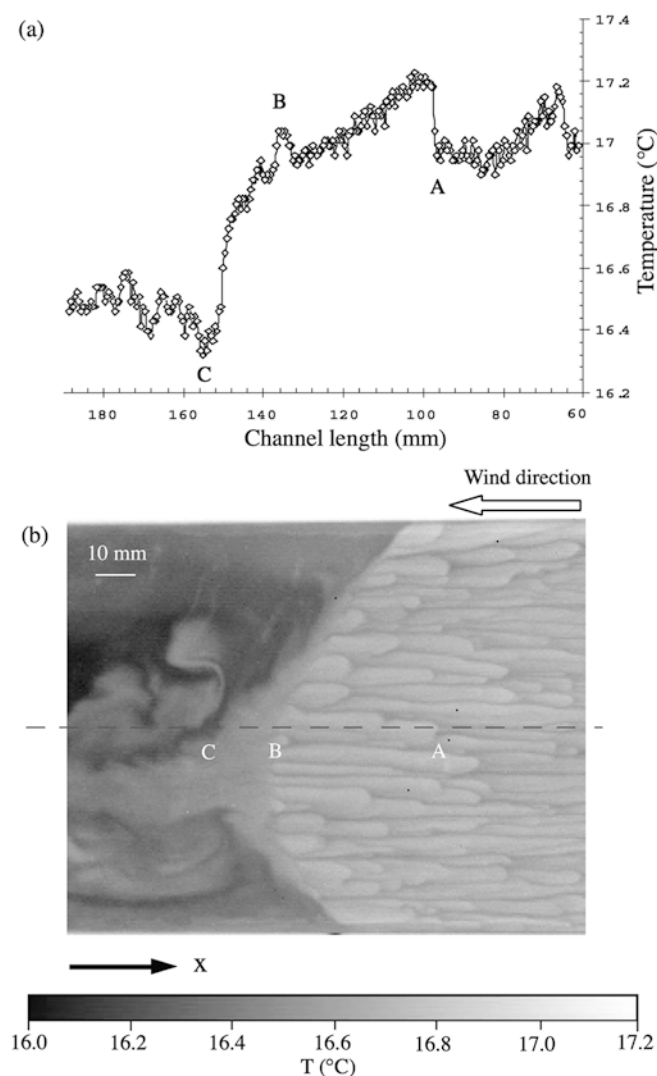 (a)
17.4
17.2
17
16.8
16.6
16.4
16.2
Temperature (°C)
B
A
C
180
160
140
120
100
80
60
Channel length (mm)
Wind direction
(b)
10 mm
C
B
A
X
16.0
16.2
16.4
16.6
16.8
17.0
17.2
T (°C)